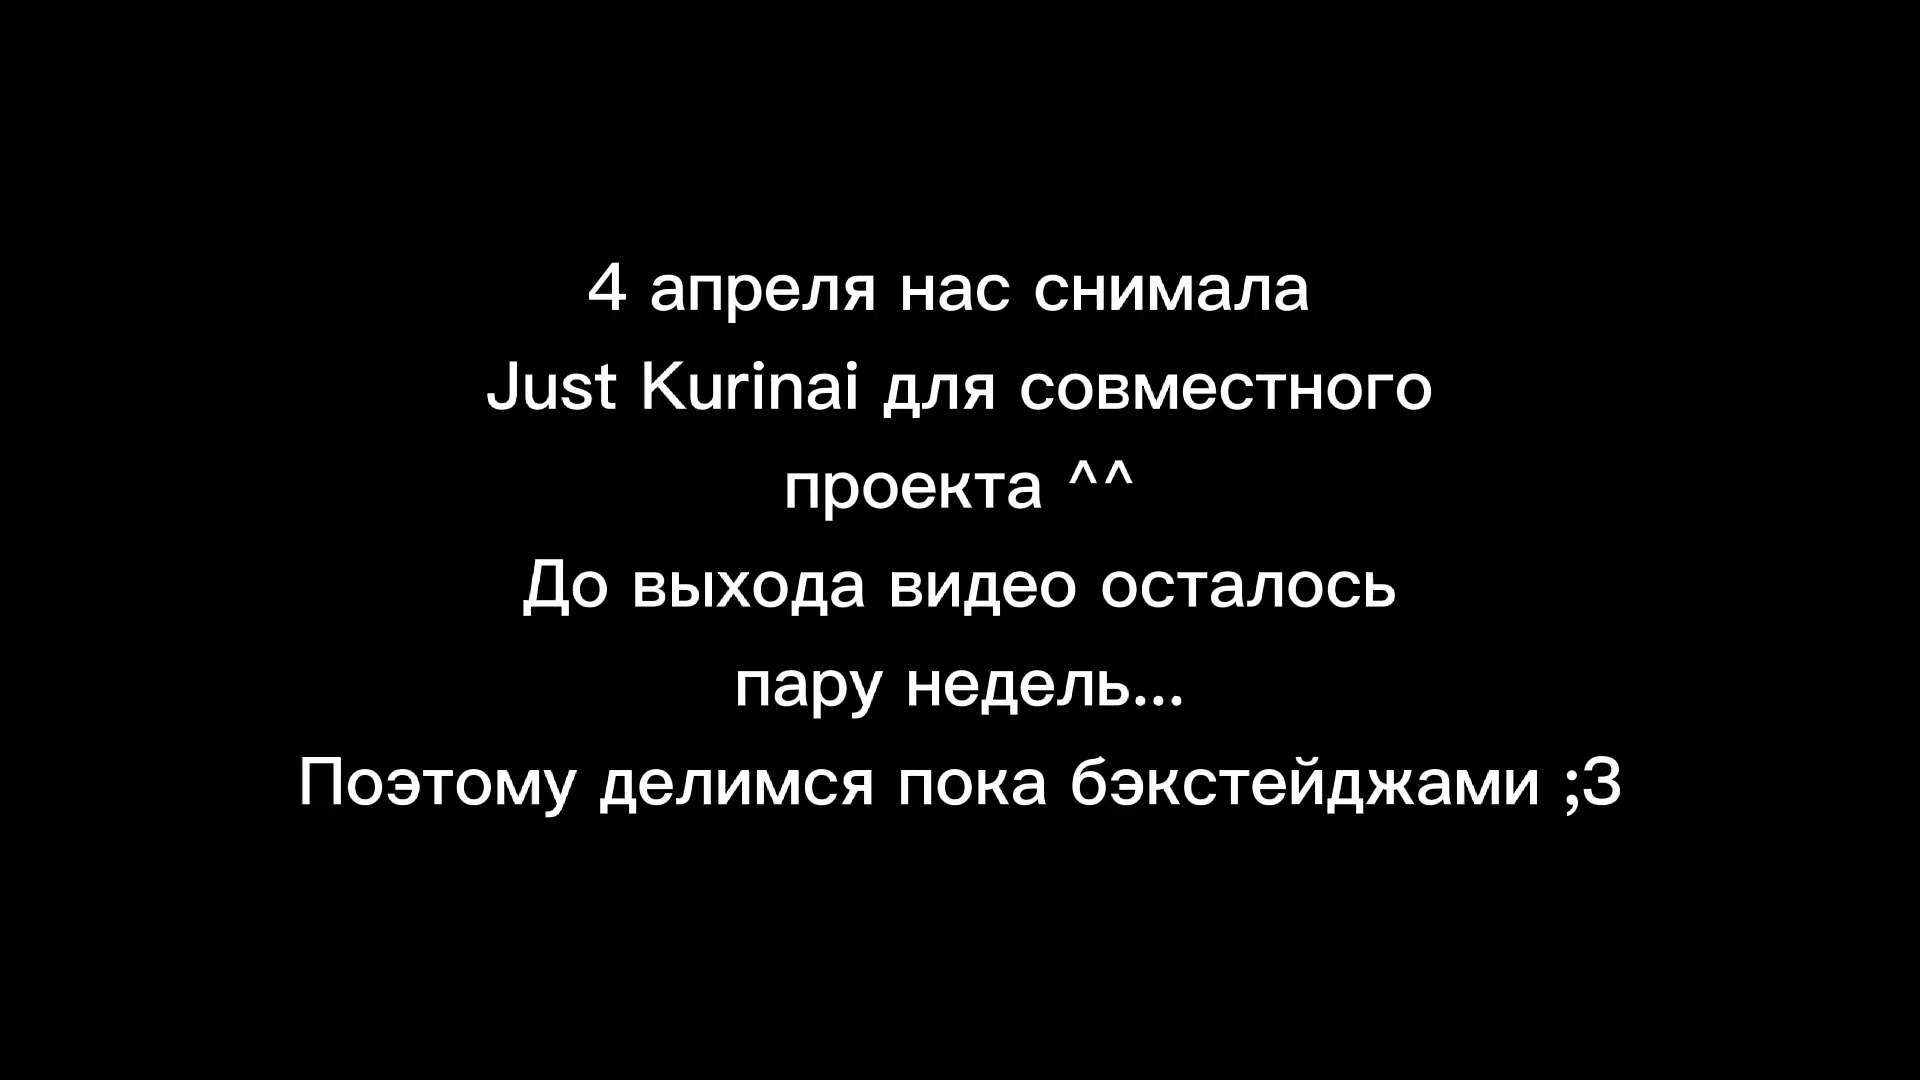 4 апреля нас снимала
Just Kurinai для совместного
проекта ^^
До выхода видео осталось
пару недель...
Поэтому делимся пока бэкстейджами ;3